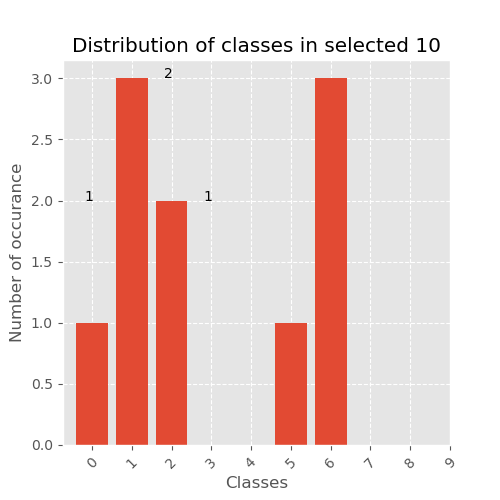 Distribution of classes in selected 10
Number of occurance
3.0
2.5
2.0
1.5
1.0
0.5
0.0
2
1
1
0 1 2 3 4 5 6 7 8 9
Classes